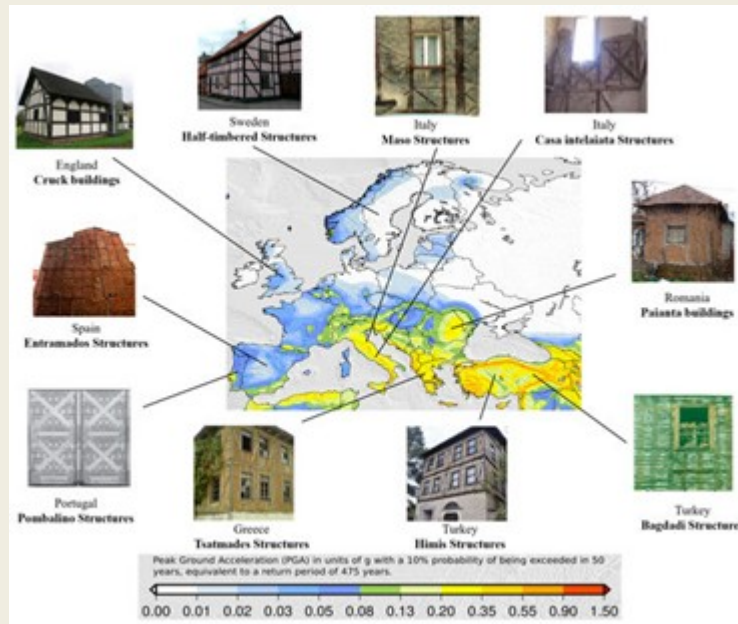 Sweden
Half-timbered Structures
Italy
Maso Structures
Italy
Casa intelaiata Structures
England
Cruck buildings
Romania
Paianta buildings
Spain
Entramados Structures
Portugal
Pombalino Structures
Greece
Tsatmades Structures
Turkey
Himis Structures
Turkey
Bagdadi Structure
Peak Ground Acceleration (PGA) in units of g with a 10% probability of being exceeded in 50
years, equivalent to a return period of 475 years.
0.00 0.01 0.02 0.03 0.05 0.08 0.13 0.20 0.35 0.55 0.90 1.50